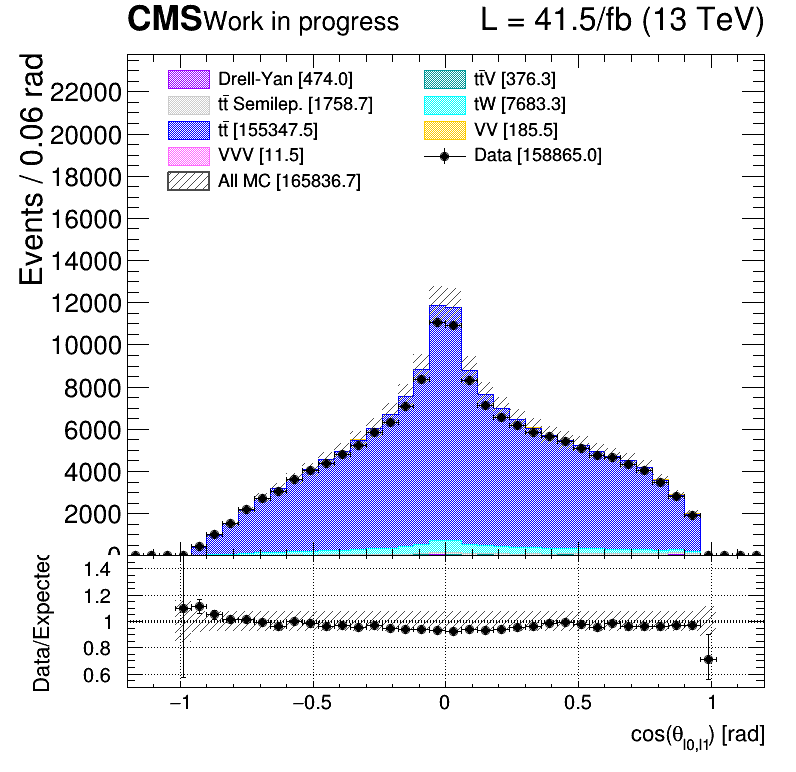 CMS Work in progress L = 41.5/fb (13 TeV)
Events / 0.06 rad
Drell-Yan [474.0]
tt̄ Semilep. [1758.7]
tt̄ [155347.5]
VVV [11.5]
All MC [165836.7]
tt̄V [376.3]
tW [7683.3]
VV [185.5]
Data [158865.0]
22000
20000
18000
16000
14000
12000
10000
8000
6000
4000
2000
0
Data/Expected
1.4
1.2
1
0.8
0.6
−1 −0.5 0 0.5 1
cos(θl0,l1) [rad]